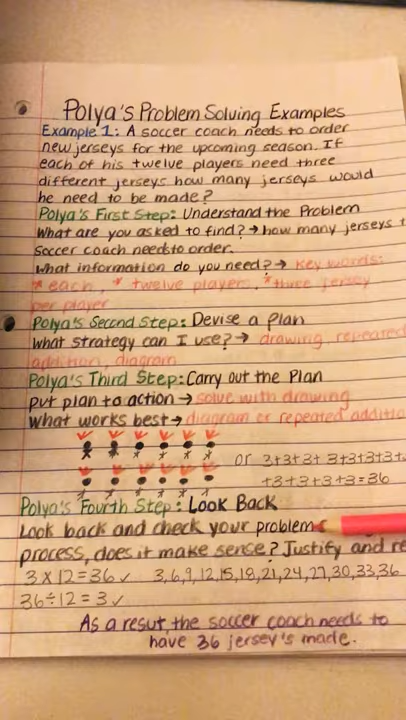 Polya's Problem Solving Examples
Example 1: A soccer coach needs to order
new jerseys for the upcoming season. If
each of his twelve players need three
different jerseys how many jerseys would
he need to be made?
Polya's First Step: Understand the Problem
What are you asked to find?→ how many jerseys
soccer coach needs to order.
What information do you need?→ Key words:
*each, * twelve players, *three jersey
per player
Polya's Second Step: Devise a Plan
What strategy can I use?→ drawing, repeated
addition, diagram
Polya's Third Step: Carry out the Plan
put plan to action→ solve with drawing
what works best→ diagram or repeated additio
or 3+3+3+3+3+3+3+
+3+3+3+3=36
Polya's Fourth Step: Look Back
Look back and check your problem
process, does it make sense? Justify and re
3x12=36✓ 3,6,9,12,15,18,21,24,27,30,33,36
36÷12=3✓
As a resut, the soccer coach needs to
have 36 jersey's made.